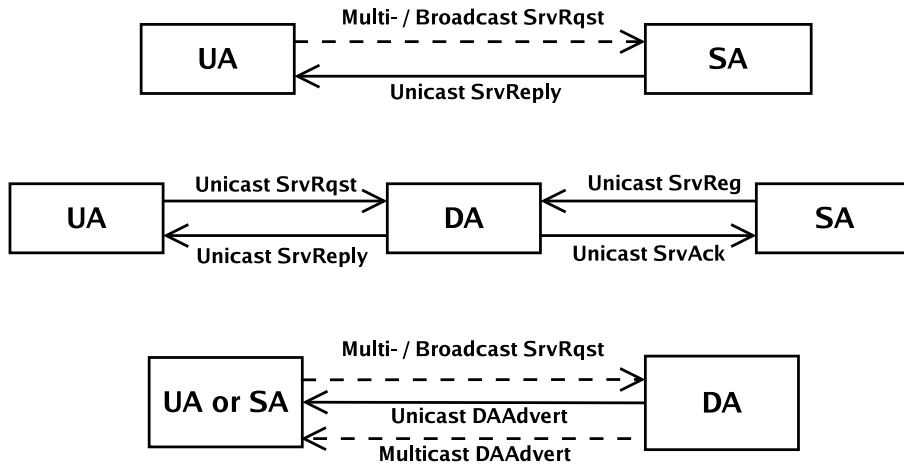 Multi- / Broadcast SrvRqst
UA
SA
Unicast SrvReply
Unicast SrvRqst
Unicast SrvReg
UA
DA
SA
Unicast SrvReply
Unicast SrvAck
Multi- / Broadcast SrvRqst
UA or SA
DA
Unicast DAAdvert
Multicast DAAdvert